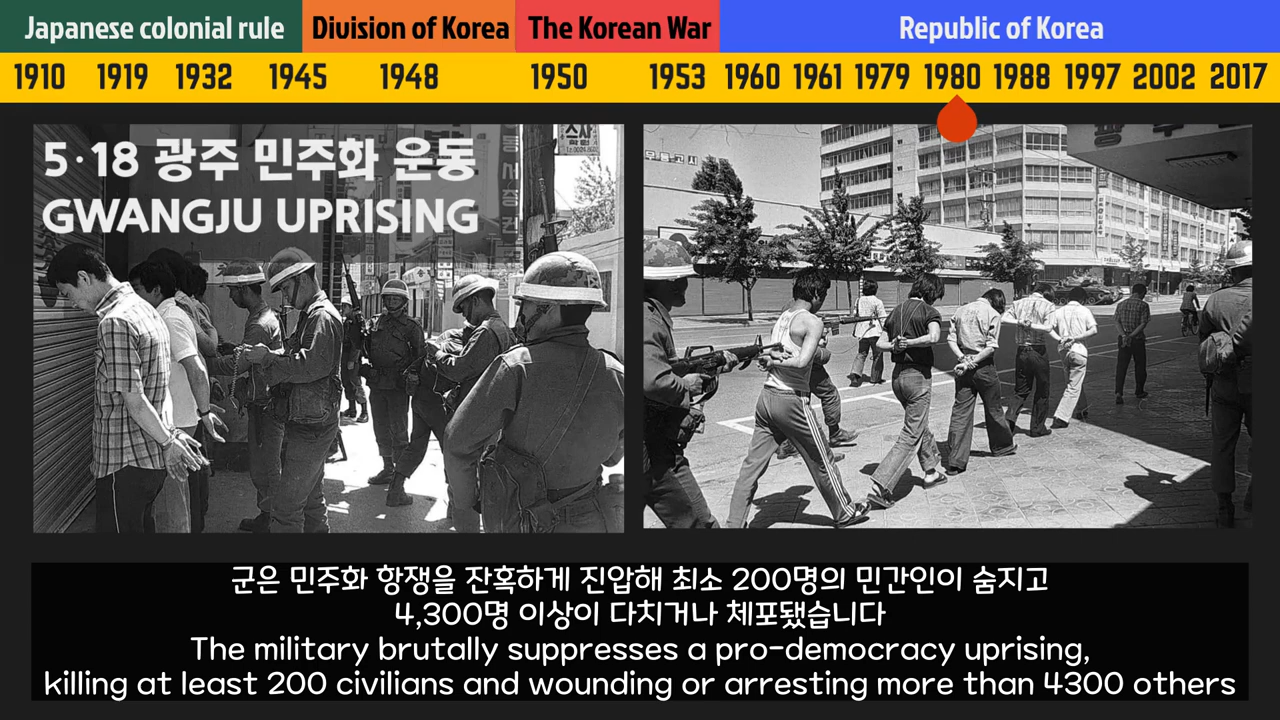 Japanese colonial rule
Division of Korea
The Korean War
Republic of Korea
1910 1919 1932 1945 1948 1950 1953 1960 1961 1979 1980 1988 1997 2002 2017
5·18 광주 민주화 운동
GWANGJU UPRISING
군은 민주화 항쟁을 잔혹하게 진압해 최소 200명의 민간인이 숨지고
4,300명 이상이 다치거나 체포됐습니다
The military brutally suppresses a pro-democracy uprising,
killing at least 200 civilians and wounding or arresting more than 4300 others